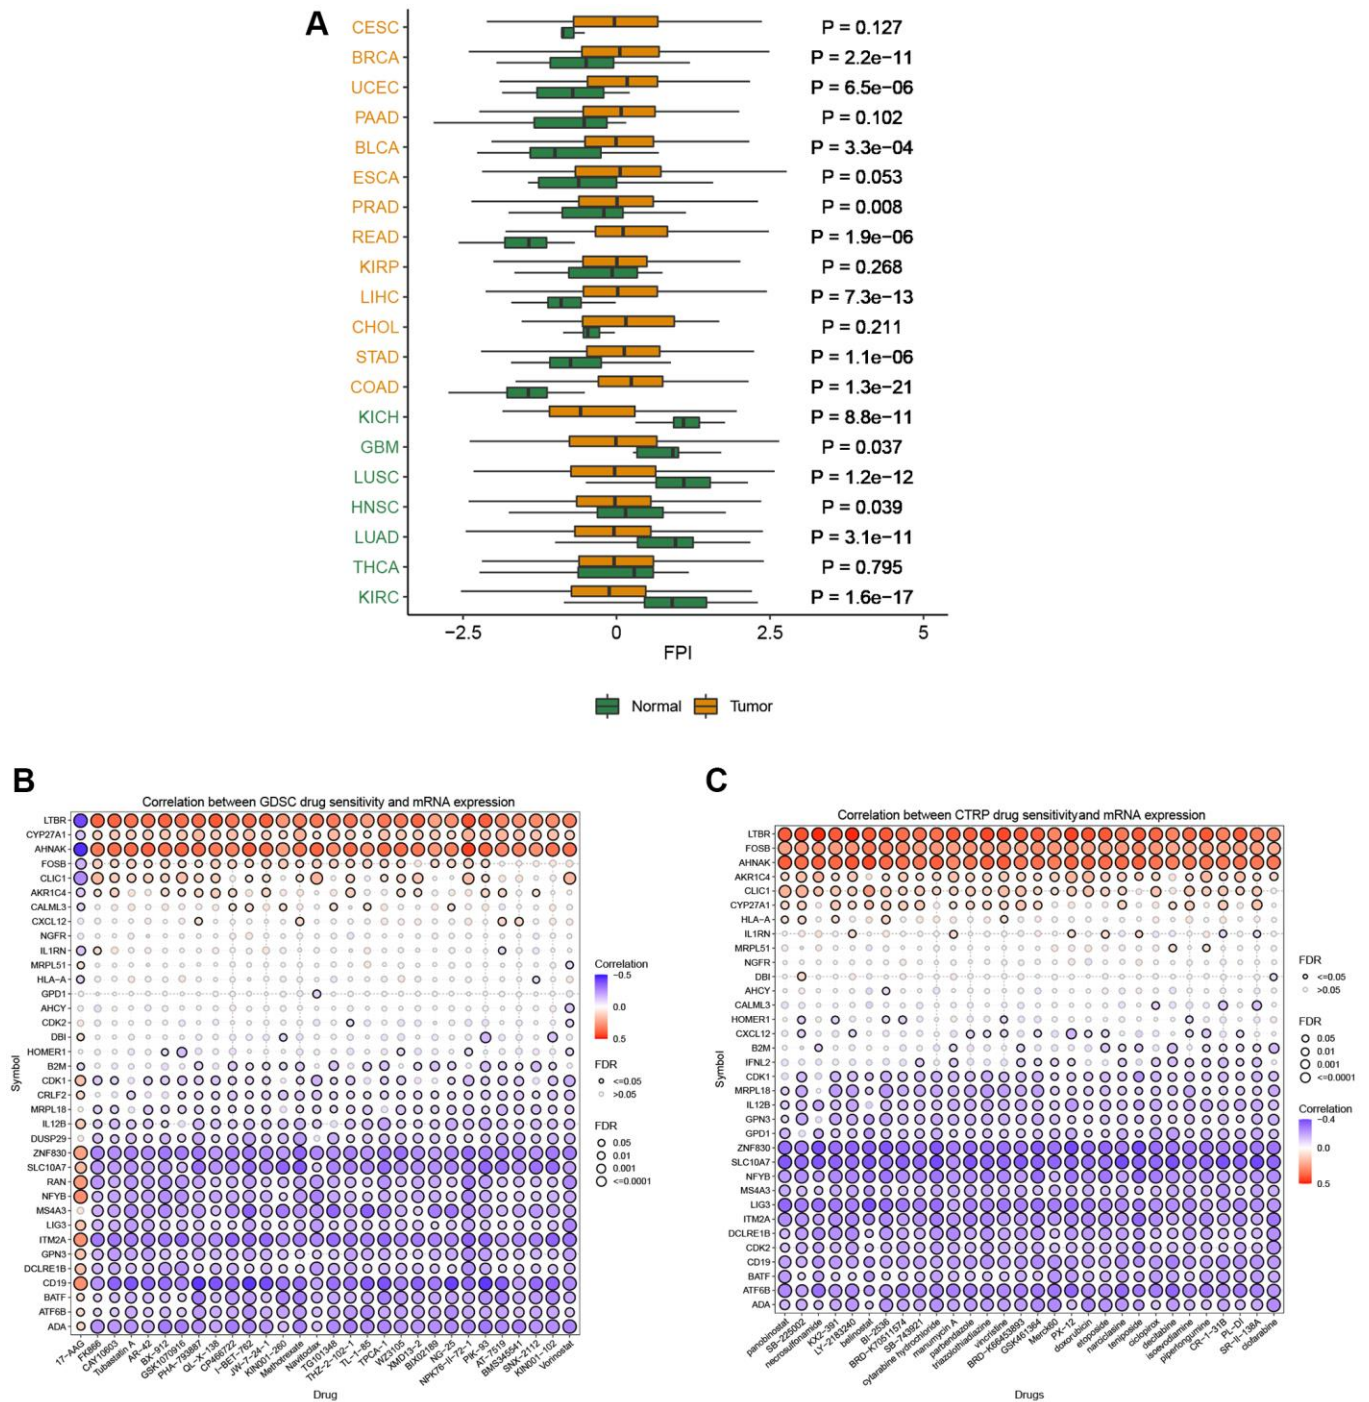 A
CESC P = 0.127
BRCA P = 2.2e−11
UCEC P = 6.5e−06
PAAD P = 0.102
BLCA P = 3.3e−04
ESCA P = 0.053
PRAD P = 0.008
READ P = 1.9e−06
KIRP P = 0.268
LIHC P = 7.3e−13
CHOL P = 0.211
STAD P = 1.1e−06
COAD P = 1.3e−21
KICH P = 8.8e−11
GBM P = 0.037
LUSC P = 1.2e−12
HNSC P = 0.039
LUAD P = 3.1e−11
THCA P = 0.795
KIRC P = 1.6e−17
−2.5 0 2.5 5
FPI
Normal Tumor
B
Correlation between GDSC drug sensitivity and mRNA expression
Symbol
LTBR
CYP27A1
AHNAK
FOSB
CLIC1
AKR1C4
CALML3
CXCL12
NGFR
IL1RN
MRPL51
HLA−A
GPD1
AHCY
CDK2
DBI
HOMER1
B2M
CDK1
CRLF2
MRPL18
IL12B
DUSP29
ZNF830
SLC10A7
RAN
NFYB
MS4A3
LIG3
ITM2A
GPN3
DCLRE1B
CD19
BATF
ATF6B
ADA
17−AAG
FK866
CAY10603
Tubastatin A
AR−42
BX−912
GSK1070916
PHA−793887
QL−X−138
CP466722
I−BET−762
JW−7−24−1
KIN001−260
Methotrexate
Navitoclax
TG101348
THZ−2−102−1
TL−1−85
TPCA−1
WZ3105
XMD13−2
BIX02189
NG−25
NPK76−II−72−1
PIK−93
AT−7519
BMS345541
SNX−2112
KIN001−102
Vorinostat
Drug
Correlation
−0.5
0.0
0.5
FDR
<=0.05
>0.05
FDR
0.05
0.01
0.001
<=0.0001
C
Correlation between CTRP drug sensitivityand mRNA expression
LTBR
FOSB
AHNAK
AKR1C4
CLIC1
CYP27A1
HLA−A
IL1RN
MRPL51
NGFR
DBI
AHCY
CALML3
HOMER1
CXCL12
B2M
IFNL2
CDK1
MRPL18
IL12B
GPN3
GPD1
ZNF830
SLC10A7
NFYB
MS4A3
LIG3
ITM2A
DCLRE1B
CDK2
CD19
BATF
ATF6B
ADA
Symbol
panobinostat
SB−225002
necrosulfonamide
KX2−391
LY−2183240
belinostat
BI−2536
BRD−K70511574
SB−743921
cytarabine hydrochloride
manumycin A
parbendazole
triazolothiadiazine
vincristine
BRD−K66453893
GSK461364
Merck60
PX−12
doxorubicin
etoposide
narciclasine
teniposide
ciclopirox
decitabine
isoevodiamine
piperlongumine
CR−1−31B
PL−DI
SR−II−138A
clofarabine
Drugs
FDR
<=0.05
>0.05
FDR
0.05
0.01
0.001
<=0.0001
Correlation
−0.4
0.0
0.5